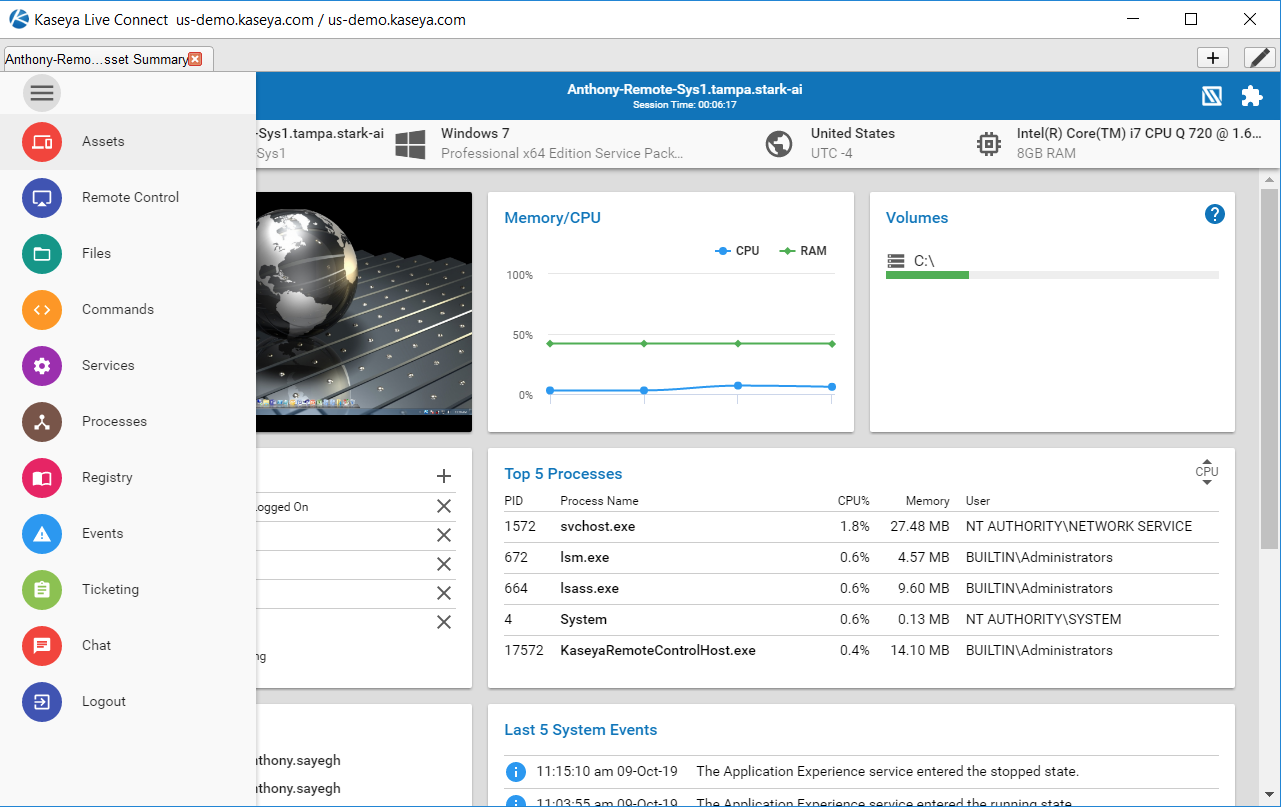 Kaseya Live Connect us-demo.kaseya.com / us-demo.kaseya.com
Anthony-Remo...sset Summary
Anthony-Remote-Sys1.tampa.stark-ai
Session Time: 00:06:17
-Sys1.tampa.stark-ai
Sys1
Windows 7
Professional x64 Edition Service Pack...
United States
UTC -4
Intel(R) Core(TM) i7 CPU Q 720 @ 1.6...
8GB RAM
Assets
Remote Control
Files
Commands
Services
Processes
Registry
Events
Ticketing
Chat
Logout
Memory/CPU
CPU
RAM
100%
50%
0%
Volumes
?
C:\
Logged On
ng
Top 5 Processes
CPU
PID Process Name CPU% Memory User
1572 svchost.exe 1.8% 27.48 MB NT AUTHORITY\NETWORK SERVICE
672 lsm.exe 0.6% 4.57 MB BUILTIN\Administrators
664 lsass.exe 0.6% 9.60 MB BUILTIN\Administrators
4 System 0.6% 0.13 MB NT AUTHORITY\SYSTEM
17572 KaseyaRemoteControlHost.exe 0.4% 14.10 MB BUILTIN\Administrators
nthony.sayegh
nthony.sayegh
Last 5 System Events
11:15:10 am 09-Oct-19 The Application Experience service entered the stopped state.
11:03:55 am 09-Oct-19 The Application Experience service entered the running state.